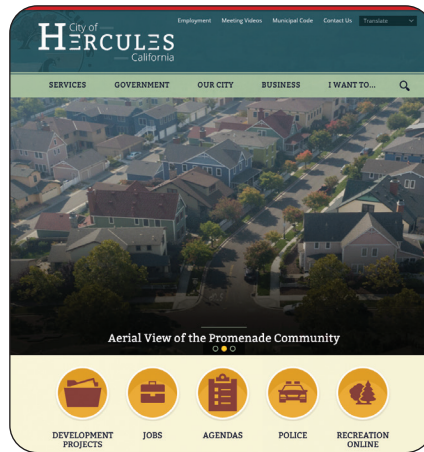 Employment Meeting Videos Municipal Code Contact Us Translate
City of
HERCULES
California
SERVICES GOVERNMENT OUR CITY BUSINESS I WANT TO...
Aerial View of the Promenade Community
DEVELOPMENT PROJECTS
JOBS
AGENDAS
POLICE
RECREATION ONLINE